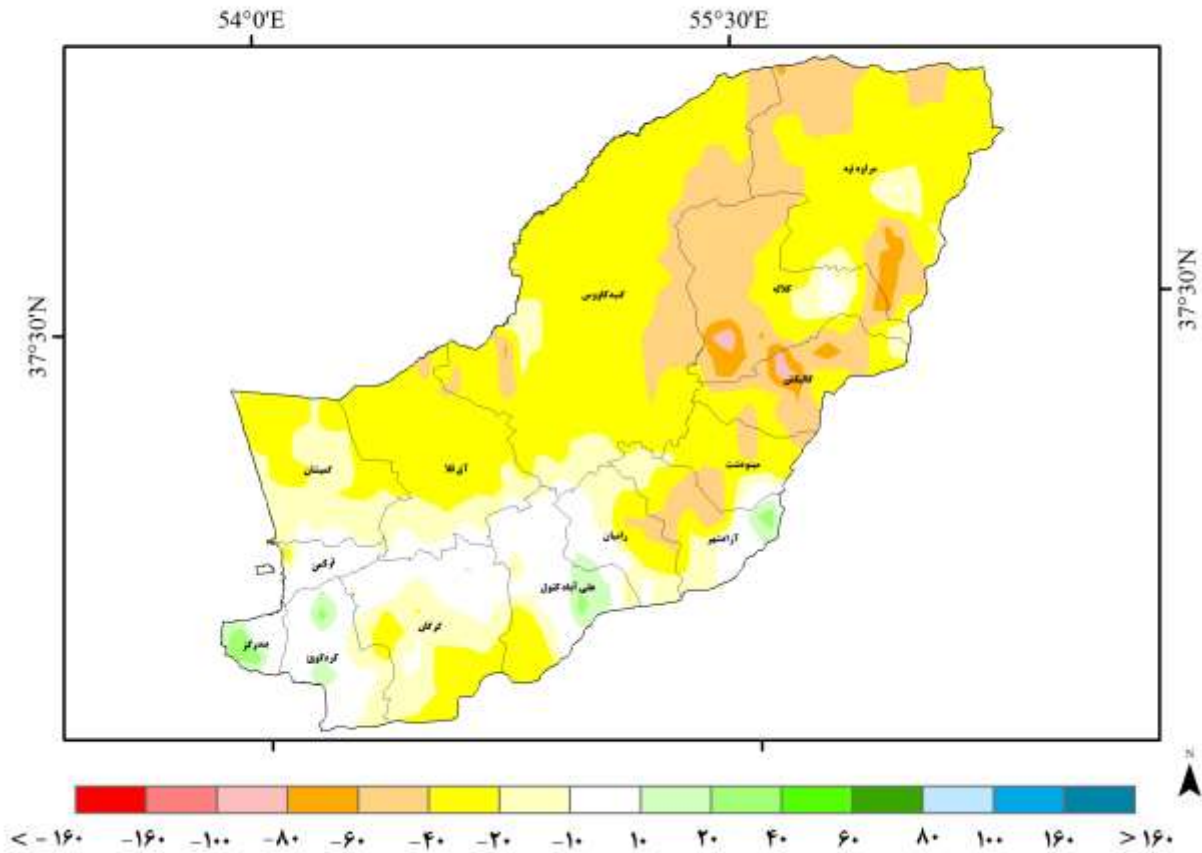 54°0'E 55°30'E
37°30'N
37°30'N
مراوه تپه
کلاله
گنبدکاووس
گالیکش
مینودشت
آق قلا
گمیشان
رامیان
آزادشهر
ترکمن
علی آباد کتول
گرگان
بندرگز
کردکوی
N
< -۱۶۰ -۱۶۰ -۱۰۰ -۸۰ -۶۰ -۴۰ -۲۰ -۱۰ ۱۰ ۲۰ ۴۰ ۶۰ ۸۰ ۱۰۰ ۱۶۰ > ۱۶۰